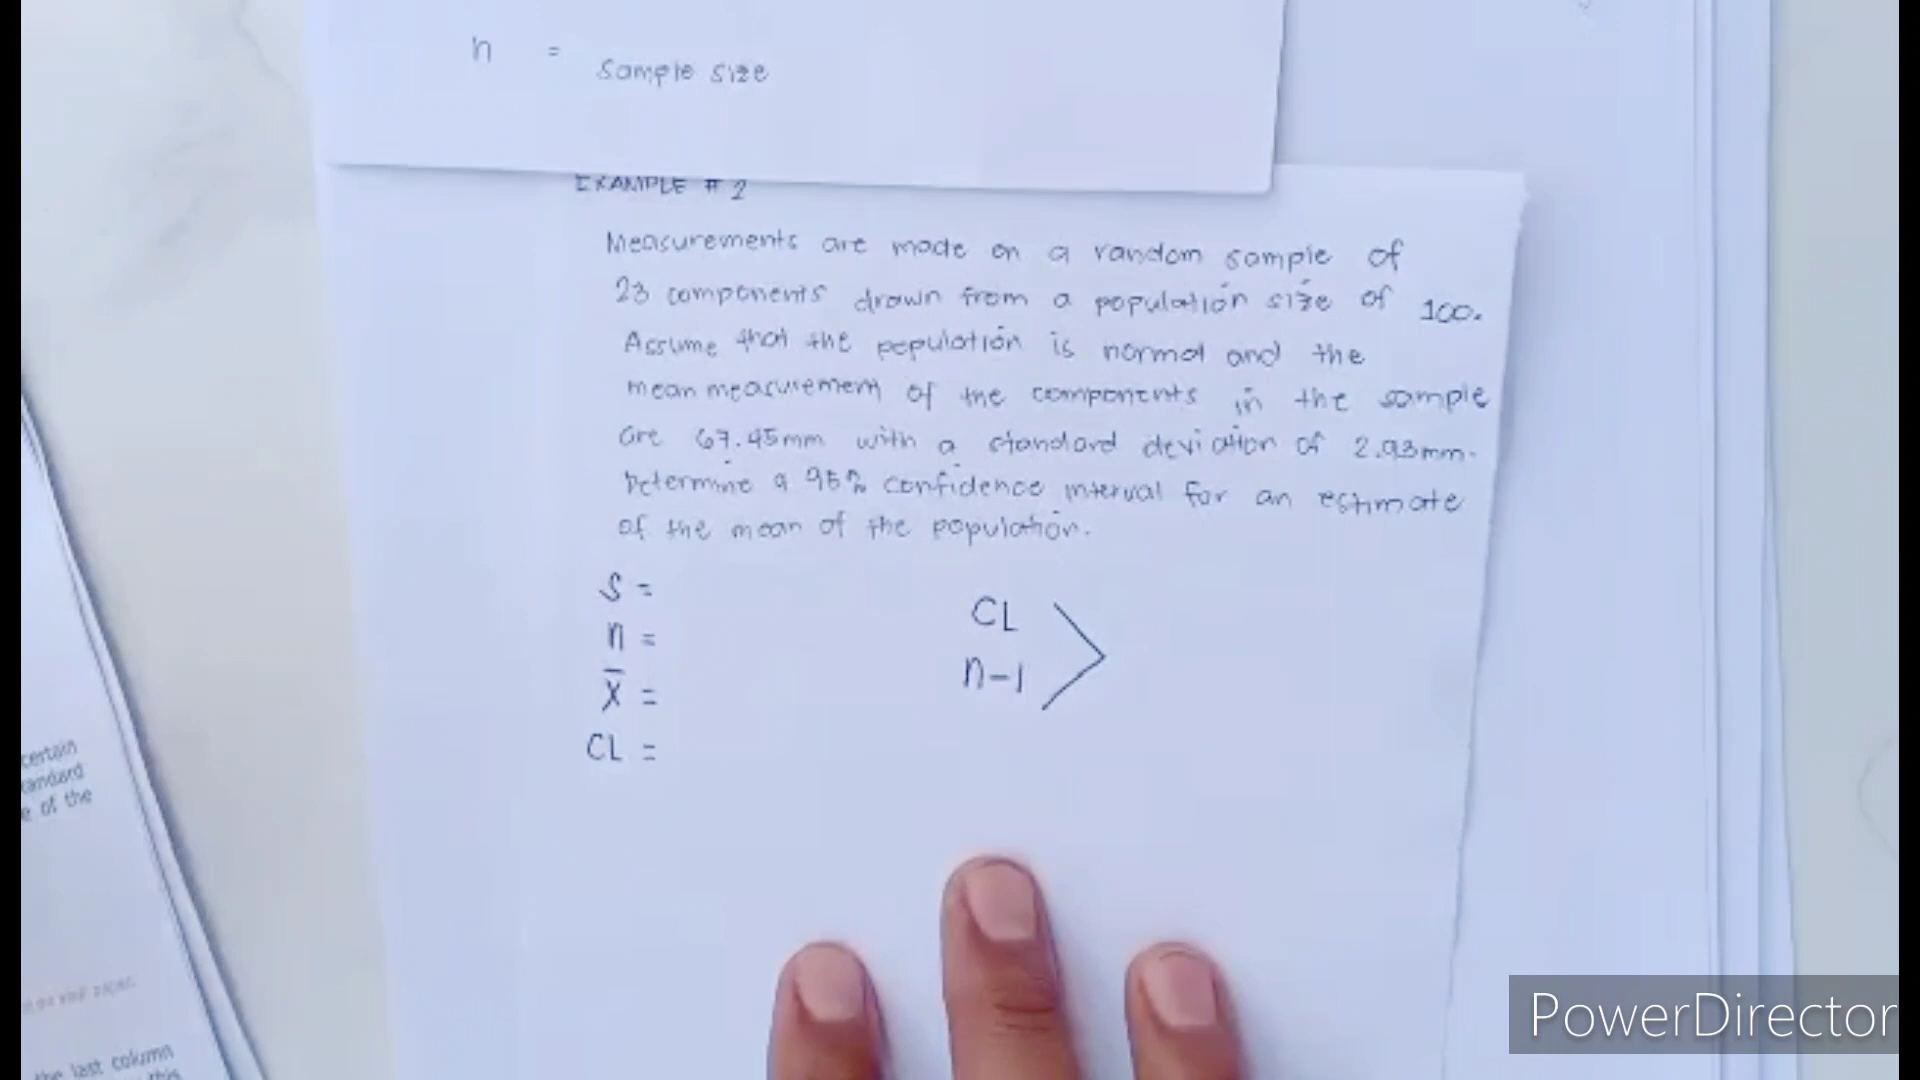 n = sample size
EXAMPLE # 2
Measurements are made on a random sample of
23 components drawn from a population size of 100.
Assume that the population is normal and the
mean measurement of the components in the sample
are 67.45mm with a standard deviation of 2.93mm.
Determine a 95% confidence interval for an estimate
of the mean of the population.
S =
n =
x̄ =
CL =
CL
n-1
certain
tandard
e of the
the last column
this
PowerDirector